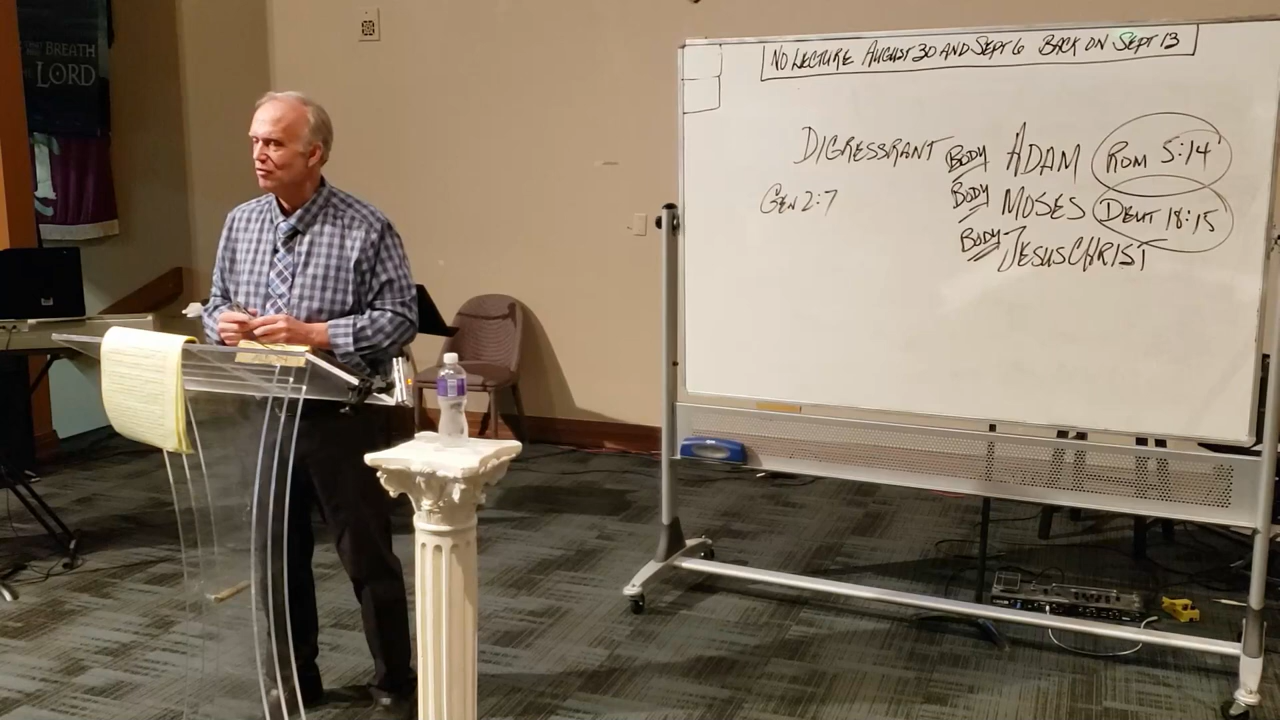 BREATH
LORD
NO LECTURE AUGUST 30 AND SEPT 6 BACK ON SEPT 13
DIGRESSRANT BODY ADAM ROM 5:14
GEN 2:7 BODY MOSES DEUT 18:15
BODY JESUS CHRIST